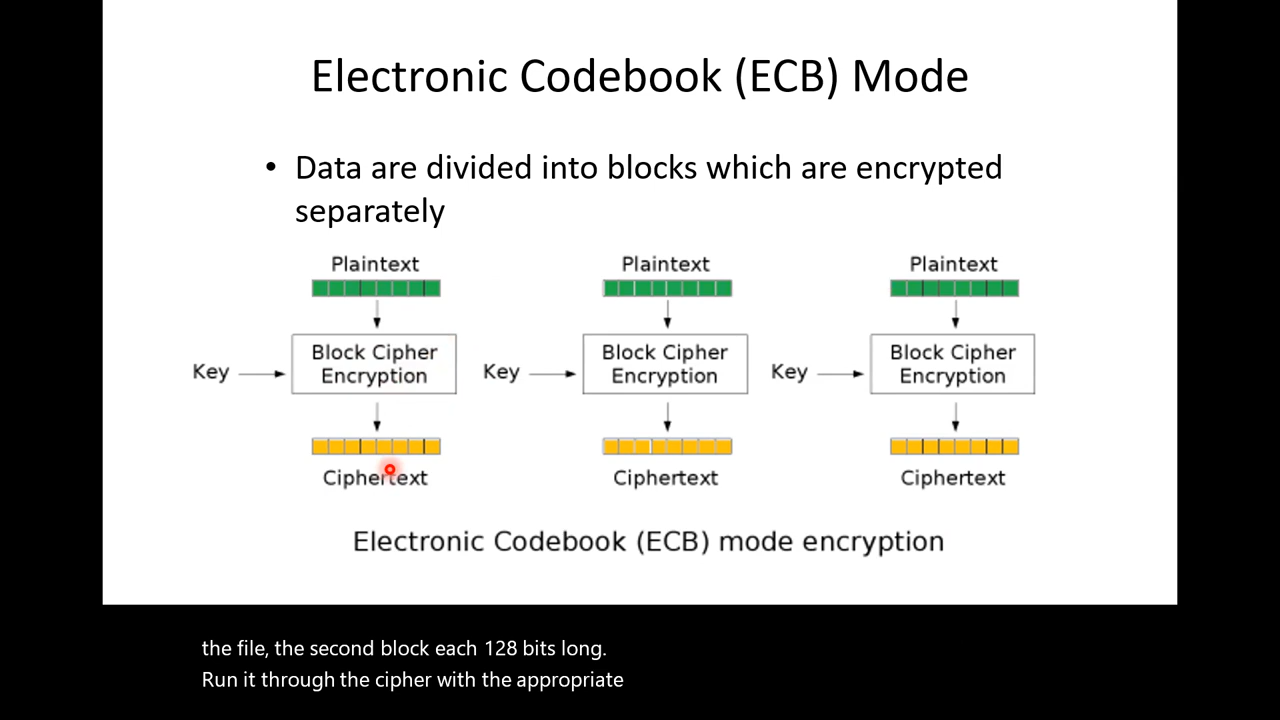 Electronic Codebook (ECB) Mode
• Data are divided into blocks which are encrypted
separately
Plaintext Plaintext Plaintext
Key Block Cipher Encryption Key Block Cipher Encryption Key Block Cipher Encryption
Ciphertext Ciphertext Ciphertext
Electronic Codebook (ECB) mode encryption
the file, the second block each 128 bits long.
Run it through the cipher with the appropriate